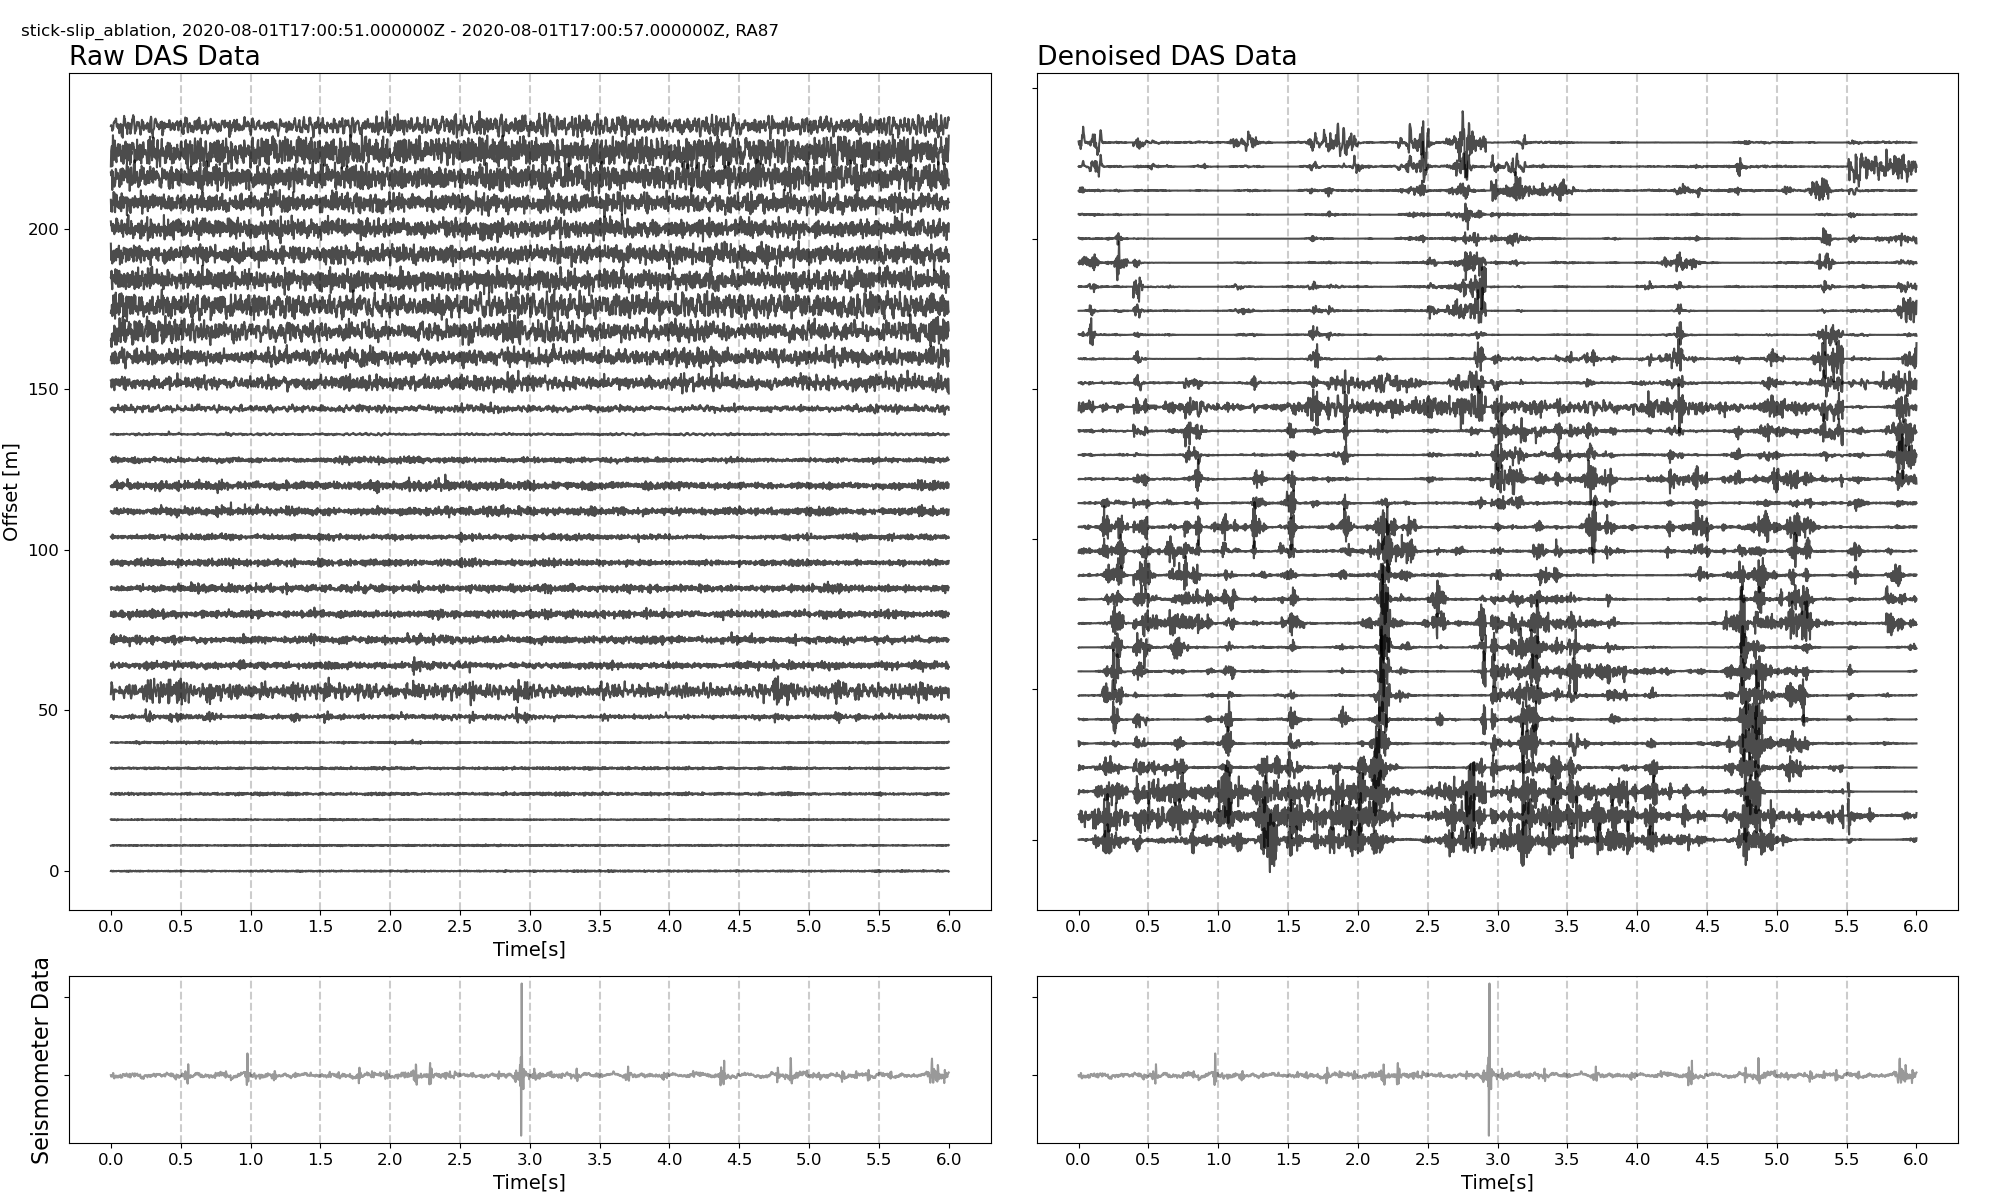 stick-slip_ablation, 2020-08-01T17:00:51.000000Z - 2020-08-01T17:00:57.000000Z, RA87
Raw DAS Data
Denoised DAS Data
Offset [m]
200
150
100
50
0
0.0 0.5 1.0 1.5 2.0 2.5 3.0 3.5 4.0 4.5 5.0 5.5 6.0
Time[s]
0.0 0.5 1.0 1.5 2.0 2.5 3.0 3.5 4.0 4.5 5.0 5.5 6.0
Seismometer Data
0.0 0.5 1.0 1.5 2.0 2.5 3.0 3.5 4.0 4.5 5.0 5.5 6.0
Time[s]
0.0 0.5 1.0 1.5 2.0 2.5 3.0 3.5 4.0 4.5 5.0 5.5 6.0
Time[s]